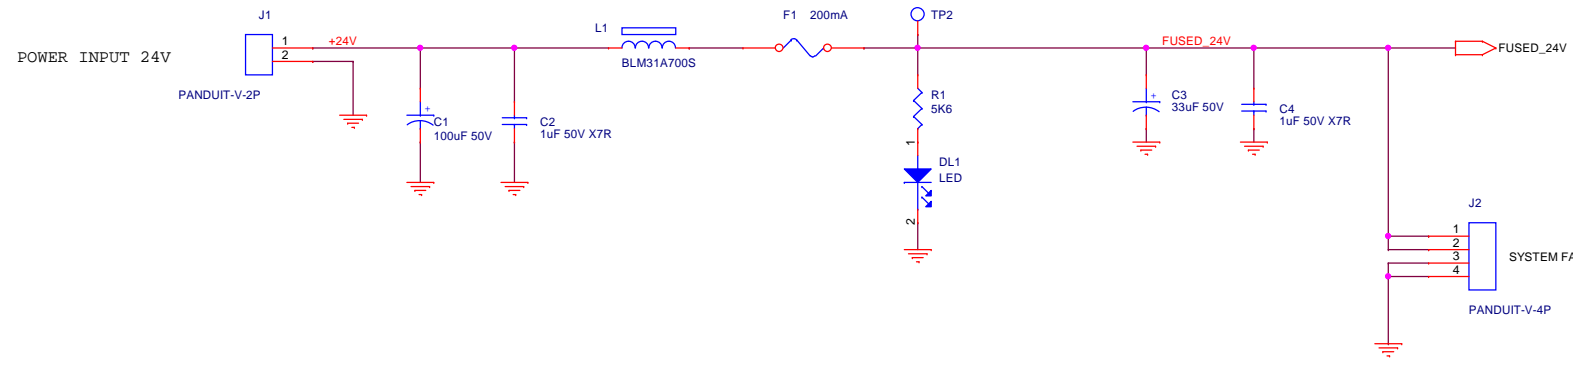 J1
F1 200mA
TP2
L1
POWER INPUT 24V
1
2
+24V
FUSED_24V
FUSED_24V
BLM31A700S
PANDUIT-V-2P
+
C1
100uF 50V
C2
1uF 50V X7R
R1
5K6
+
C3
33uF 50V
C4
1uF 50V X7R
1
DL1
LED
2
J2
1
2
3
4
SYSTEM FA
PANDUIT-V-4P